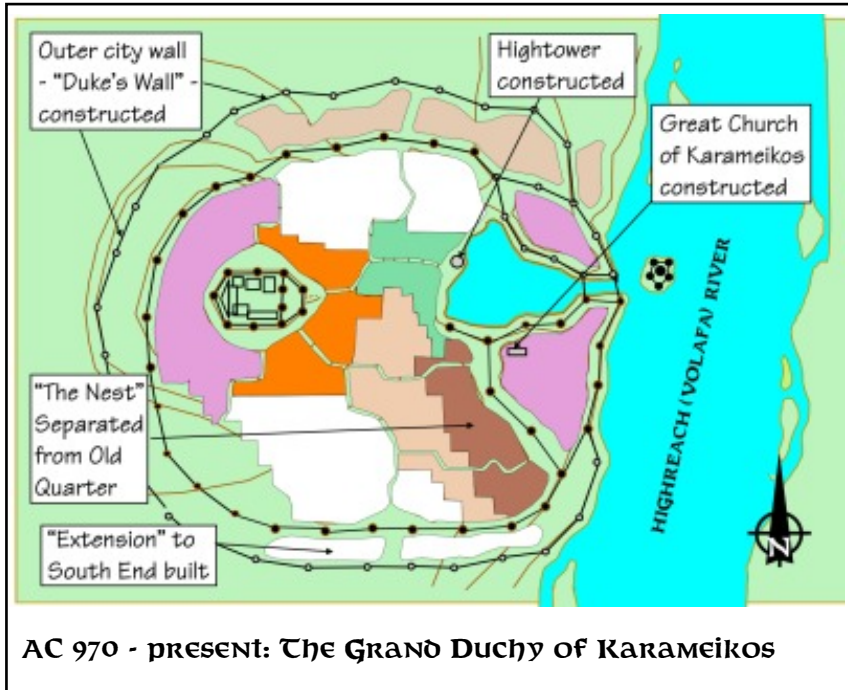 Outer city wall
- "Duke's Wall" -
constructed
Hightower
constructed
Great Church
of Karameikos
constructed
"The Nest"
Separated
from Old
Quarter
"Extension" to
South End built
HIGHREACH (VOLAFA) RIVER
N
AC 970 - present: The Grand Duchy of Karameikos